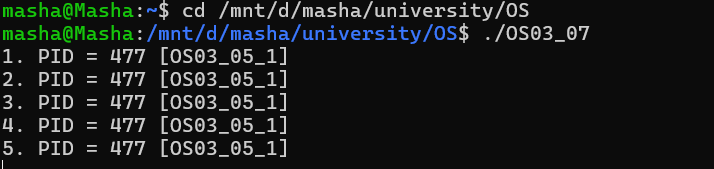 masha@Masha:~$ cd /mnt/d/masha/university/OS
masha@Masha:/mnt/d/masha/university/OS$ ./OS03_07
1. PID = 477 [OS03_05_1]
2. PID = 477 [OS03_05_1]
3. PID = 477 [OS03_05_1]
4. PID = 477 [OS03_05_1]
5. PID = 477 [OS03_05_1]